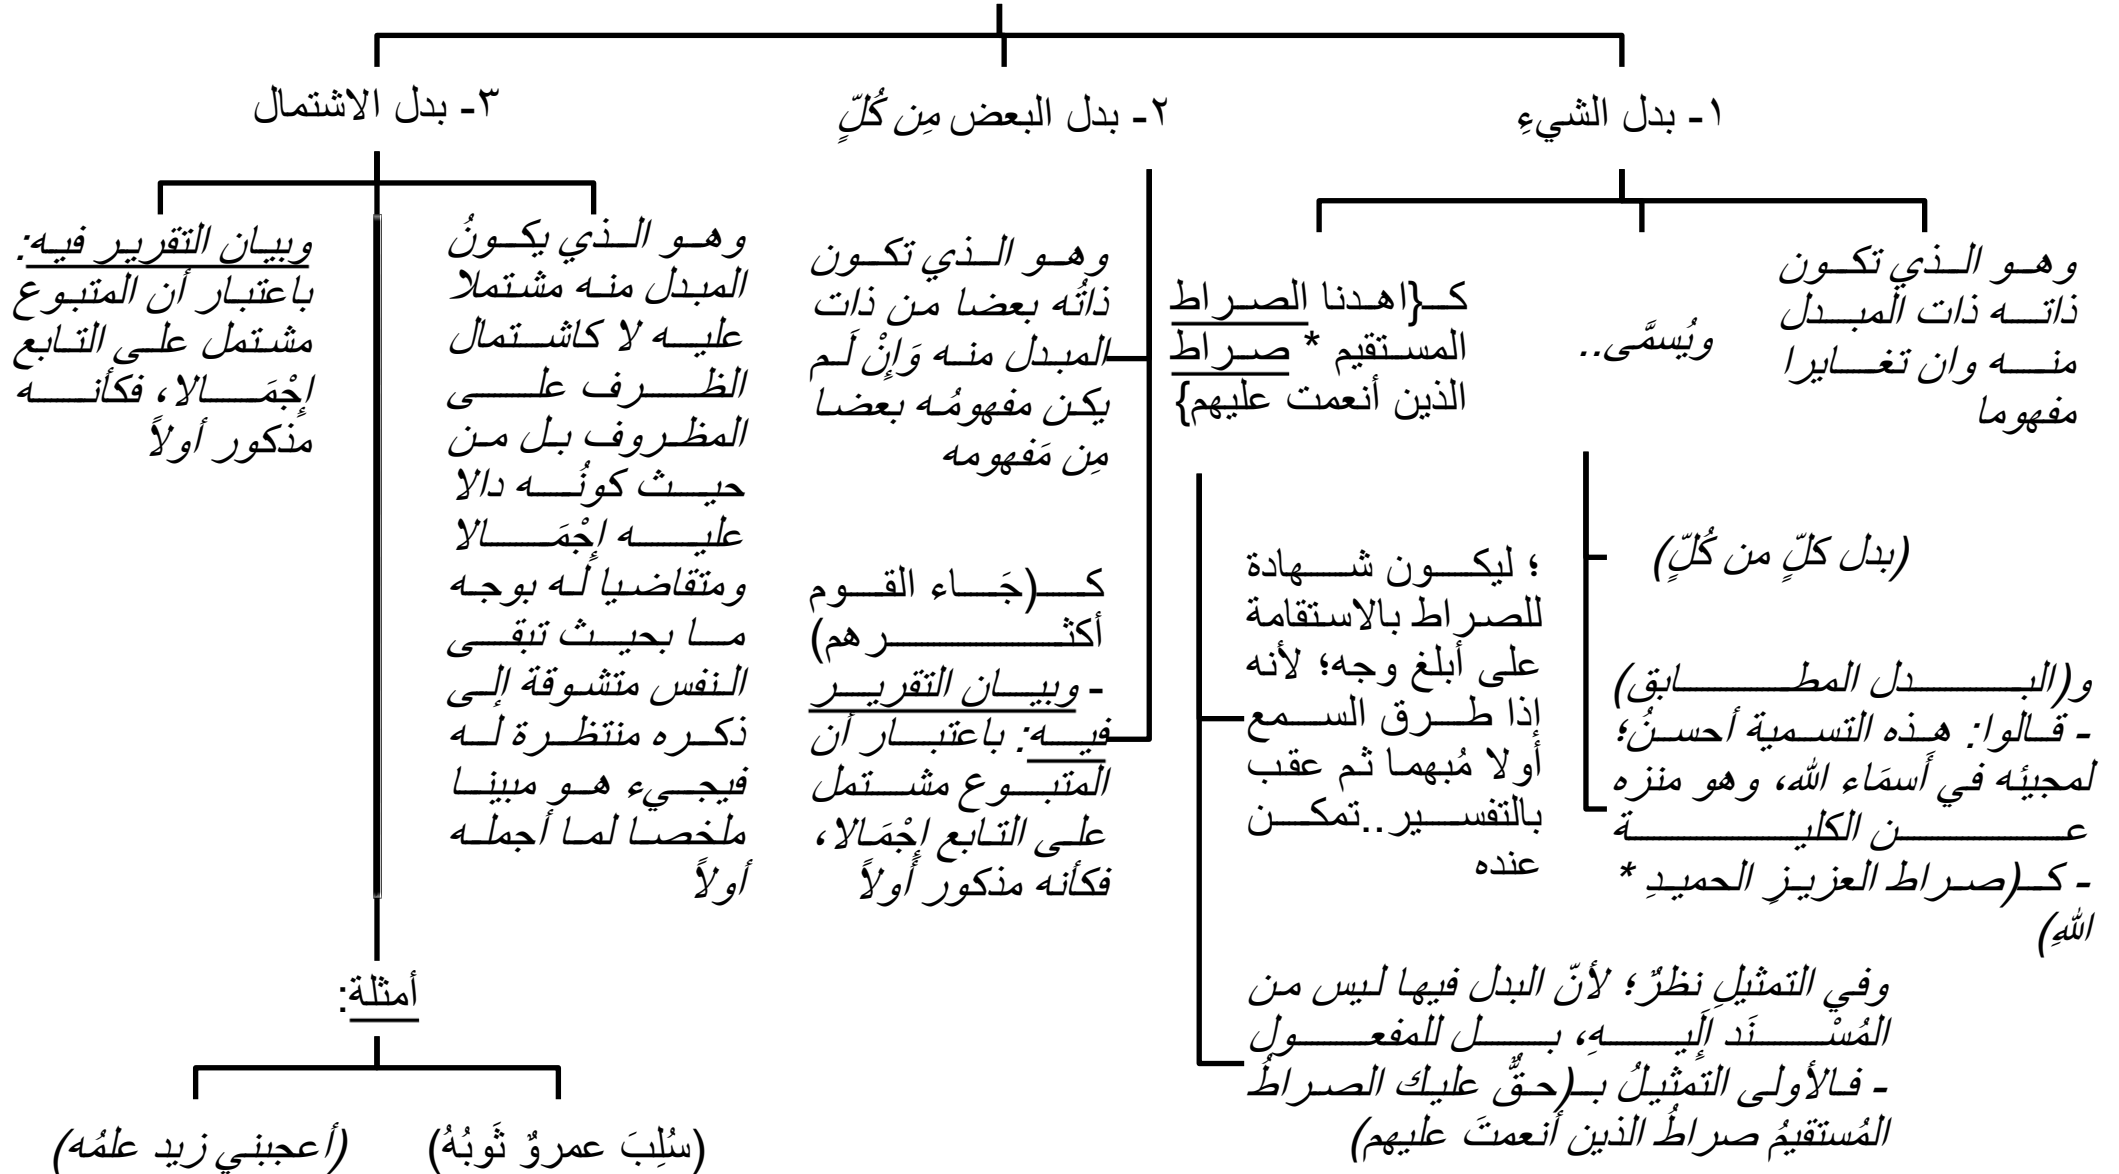 ١- بدل الشيءِ
وهو الذي تكون
ذاته ذات المبدل
منه وان تغايرا
مفهوما
ويُسمَّى..
(بدل كلّ من كُلّ)
و(البدل المطابق)
- قالوا: هذه التسمية أحسنُ؛
لمجيئه في أَسمَاء الله، وهو منزه
عن الكلية
- كـ(صراط العزيزِ الحميدِ *
اللهِ)
كـ{اهدنا الصراط
المستقيم * صراط
الذين أنعمت عليهم}
؛ ليكون شهادة
للصراط بالاستقامة
على أبلغ وجه؛ لأنه
إذا طرق السمع
أولا مُبهما ثم عقب
بالتفسير..تمكن
عنده
وفي التمثيلِ نظرٌ؛ لأنّ البدل فيها ليس من
المُسْنَد إِليهِ، بل للمفعول
- فالأولى التمثيلُ بـ(حقٌّ عليك الصراطُ
المُستقيمُ صراطُ الذين أنعمتَ عليهم)
٢- بدل البعض مِن كُلّ
وهو الذي تكون
ذاتُه بعضا من ذات
المبدل منه وَإِنْ لَم
يكن مفهومُه بعضا
مِن مَفهومه
كـ(جَاء القوم
أكثرهم)
- وبيان التقرير
فيه: باعتبار أن
المتبوع مشتمل
على التابع إِجْمَالا،
فكأنه مذكور أَولاً
٣- بدل الاشتمال
وهو الذي يكونُ
المبدل منه مشتملا
عليه لا كاشتمال
الظرف على
المظروف بل من
حيث كونُه دالا
عليه إِجْمَالا
ومتقاضيا له بوجه
ما بحيث تبقى
النفس متشوقة إلى
ذكره منتظرة له
فيجيء هو مبينا
ملخصا لما أجمله
أولاً
وبيان التقرير فيه:
باعتبار أن المتبوع
مشتمل على التابع
إِجْمَالا، فكأنه
مذكور أولاً
أمثلة:
(سُلِبَ عمروٌ ثَوبُهُ)
(أعجبني زيد علمُه)